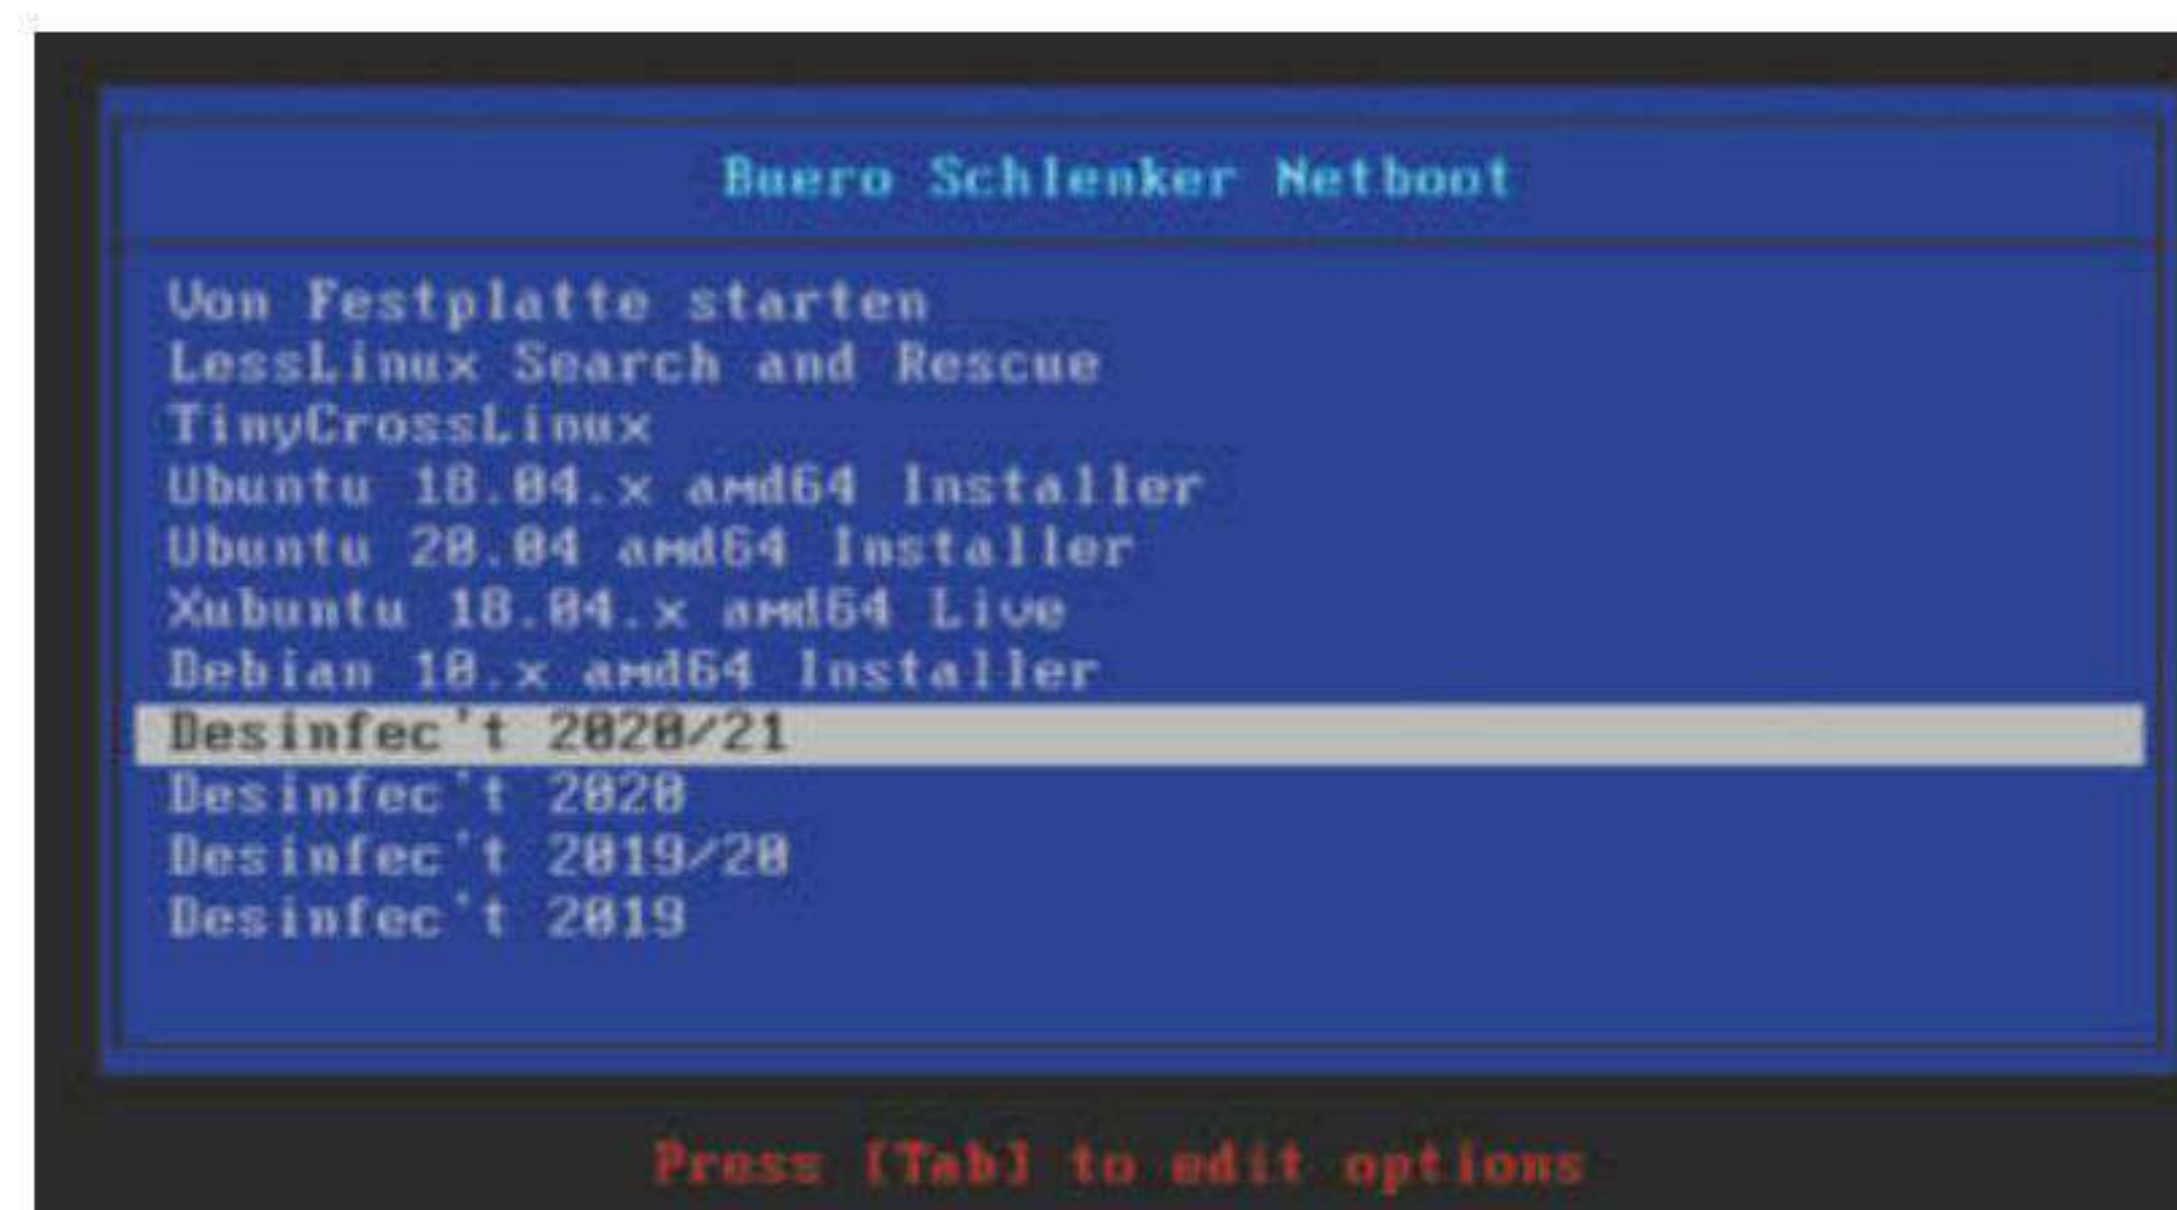 Buero Schlenker Netboot
Von Festplatte starten
LessLinux Search and Rescue
TinyCrossLinux
Ubuntu 18.04.x amd64 Installer
Ubuntu 20.04 amd64 Installer
Xubuntu 18.04.x amd64 Live
Debian 10.x amd64 Installer
Desinfec't 2020/21
Desinfec't 2020
Desinfec't 2019/20
Desinfec't 2019
Press [Tab] to edit options